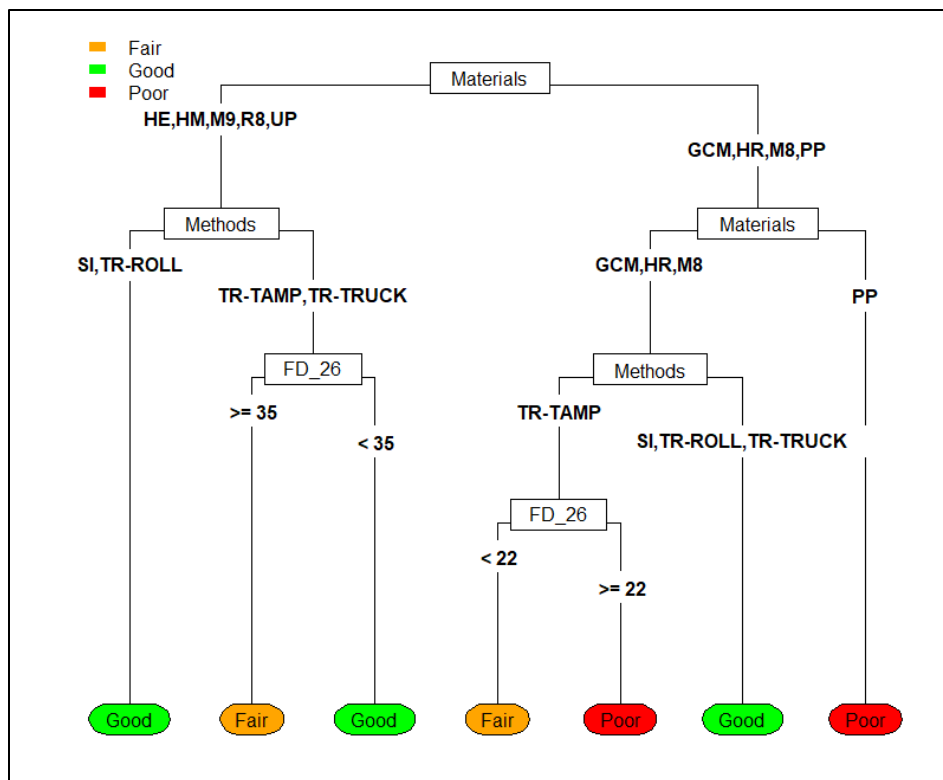 Fair
Good
Poor
Materials
HE,HM,M9,R8,UP
GCM,HR,M8,PP
Methods
Materials
SI,TR-ROLL
GCM,HR,M8
TR-TAMP,TR-TRUCK
PP
FD_26
Methods
>= 35
TR-TAMP
< 35
SI,TR-ROLL,TR-TRUCK
FD_26
< 22
>= 22
Good
Fair
Good
Fair
Poor
Good
Poor